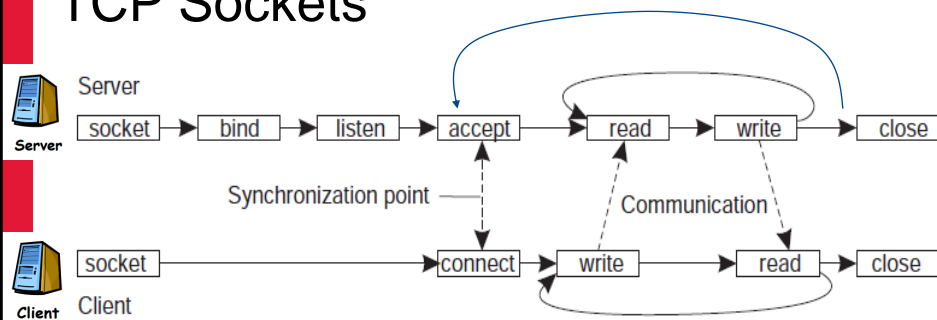 TCP Sockets
Server
socket bind listen accept read write close
Server
Synchronization point
Communication
socket connect write read close
Client
Client